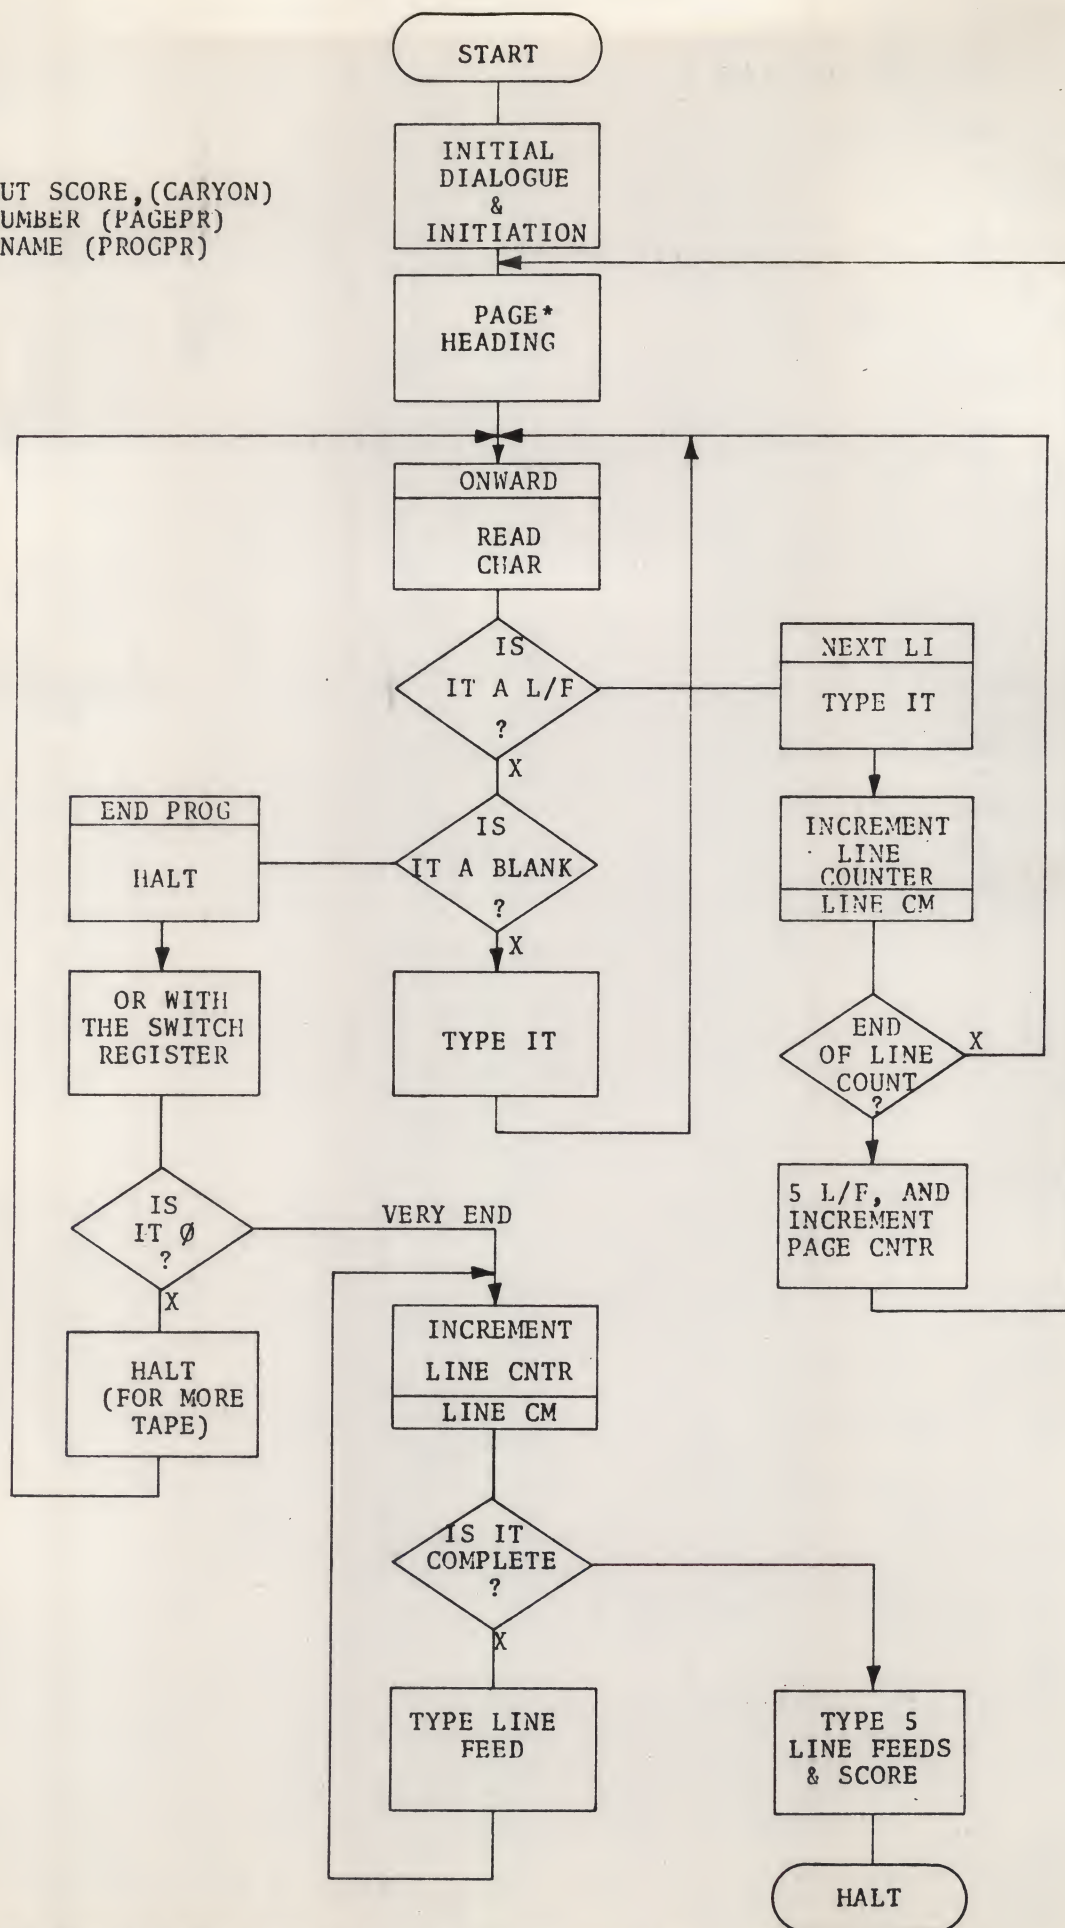 START
INITIAL
DIALOGUE
&
INITIATION
UT SCORE, (CARYON)
UMBER (PAGEPR)
NAME (PROGPR)
PAGE*
HEADING
ONWARD
READ
CHAR
IS
IT A L/F
?
X
NEXT LI
TYPE IT
INCREMENT
LINE
COUNTER
LINE CM
END
OF LINE
COUNT
?
X
5 L/F, AND
INCREMENT
PAGE CNTR
IS
IT A BLANK
?
X
TYPE IT
END PROG
HALT
OR WITH
THE SWITCH
REGISTER
IS
IT Ø
?
X
HALT
(FOR MORE
TAPE)
VERY END
INCREMENT
LINE CNTR
LINE CM
IS IT
COMPLETE
?
X
TYPE LINE
FEED
TYPE 5
LINE FEEDS
& SCORE
HALT